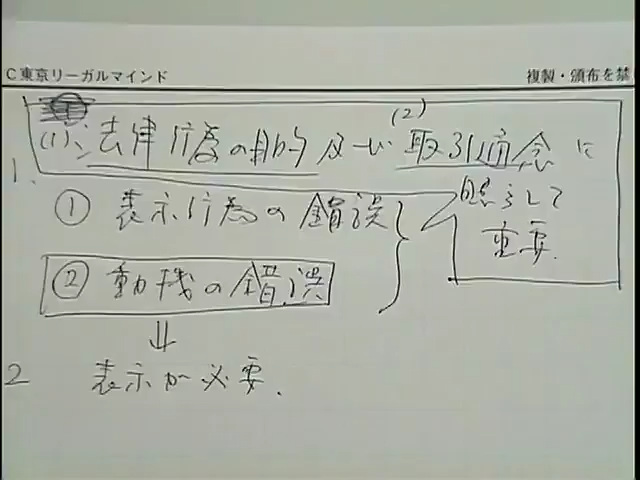 C東京リーガルマインド 複製・頒布を禁
(1) (2)
法律行為の目的及び取引通念に
照らして
重要.
1.
① 表示行為の錯誤
② 動機の錯誤
⇓
2 表示が必要.